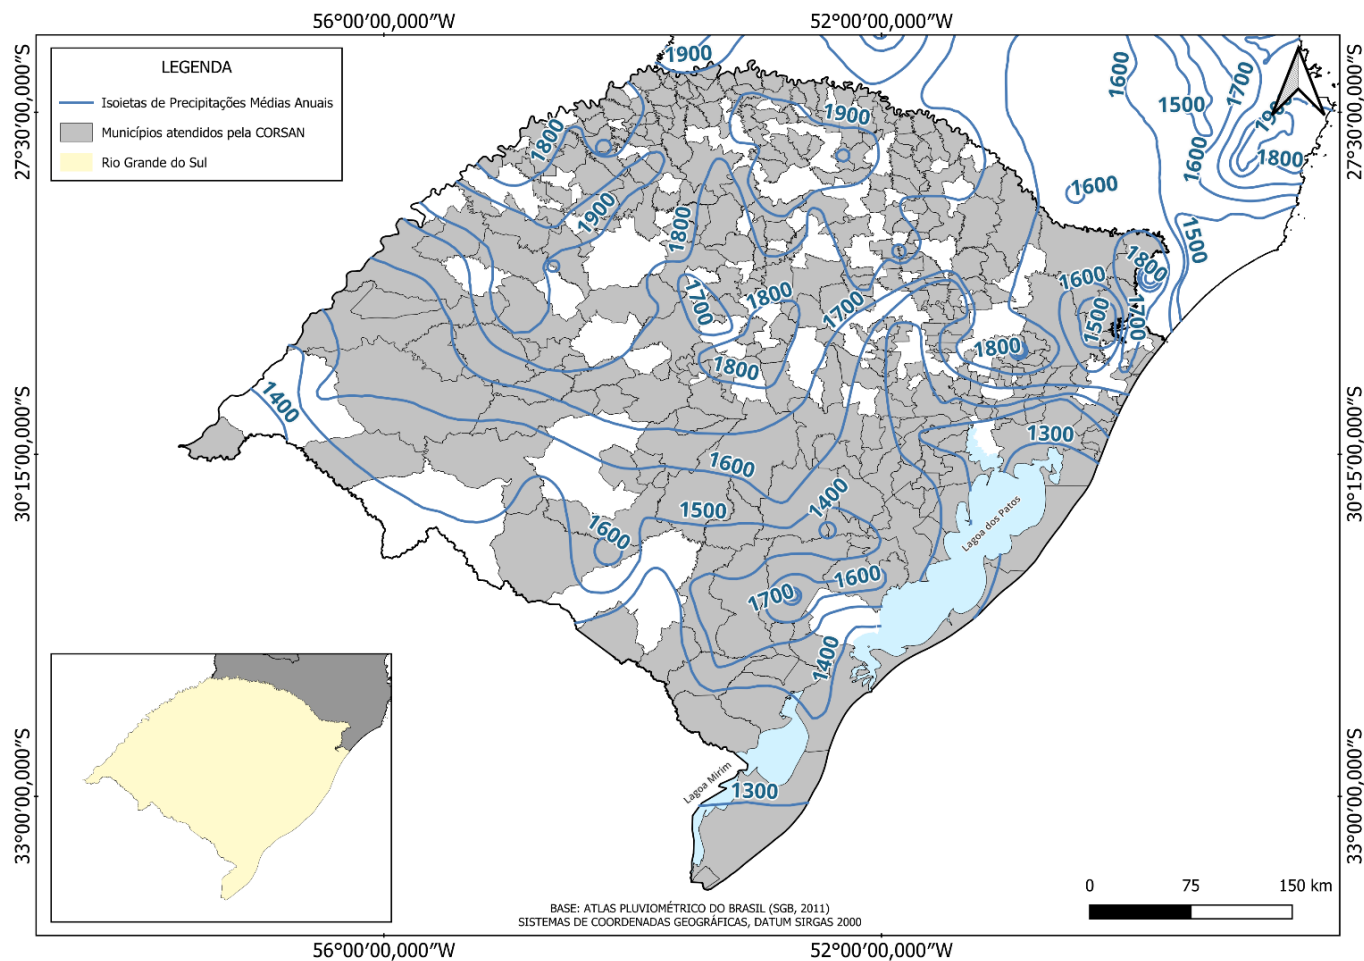 56°00′00,000″W
52°00′00,000″W
27°30′00,000″S
27°30′00,000″S
30°15′00,000″S
30°15′00,000″S
33°00′00,000″S
33°00′00,000″S
LEGENDA
Isoietas de Precipitações Médias Anuais
Municípios atendidos pela CORSAN
Rio Grande do Sul
1900
1600
1700
1500
1900
1800
1600
1800
1900
1600
1900
1800
1500
1800
1600
1700
1800
1700
1500
1700
1800
1800
1400
1300
1600
1400
1500
1600
Lagoa dos Patos
1600
1700
1400
Lagoa Mirim
1300
0 75 150 km
BASE: ATLAS PLUVIOMÉTRICO DO BRASIL (SGB, 2011)
SISTEMAS DE COORDENADAS GEOGRÁFICAS, DATUM SIRGAS 2000
56°00′00,000″W
52°00′00,000″W